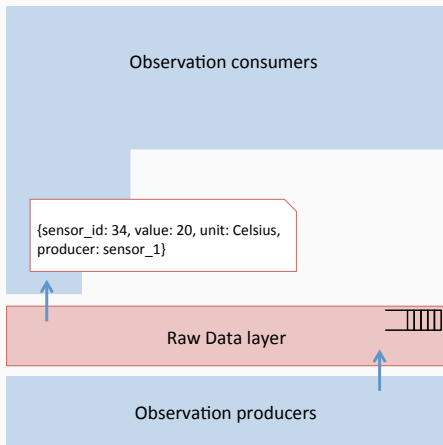 Observation consumers
{sensor_id: 34, value: 20, unit: Celsius,
producer: sensor_1}
Raw Data layer
Observation producers